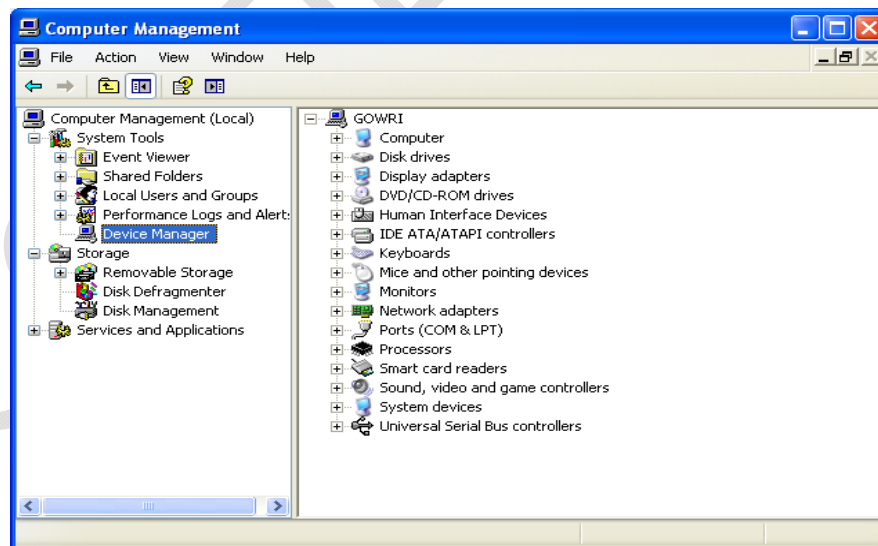 Computer Management
File Action View Window Help
Computer Management (Local)
System Tools
Event Viewer
Shared Folders
Local Users and Groups
Performance Logs and Alert:
Device Manager
Storage
Removable Storage
Disk Defragmenter
Disk Management
Services and Applications
GOWRI
Computer
Disk drives
Display adapters
DVD/CD-ROM drives
Human Interface Devices
IDE ATA/ATAPI controllers
Keyboards
Mice and other pointing devices
Monitors
Network adapters
Ports (COM & LPT)
Processors
Smart card readers
Sound, video and game controllers
System devices
Universal Serial Bus controllers